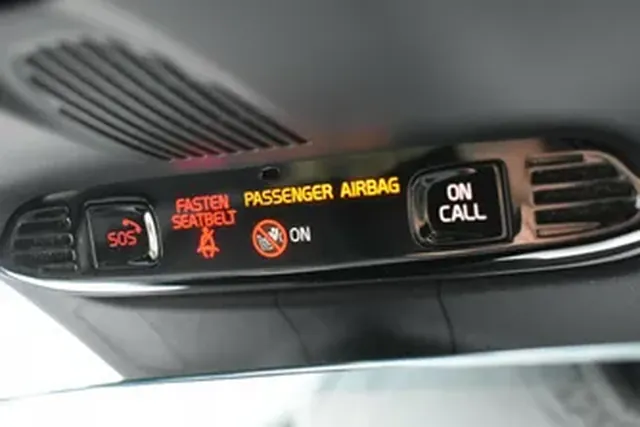 SOS
FASTEN
SEATBELT
PASSENGER AIRBAG
ON
ON
CALL